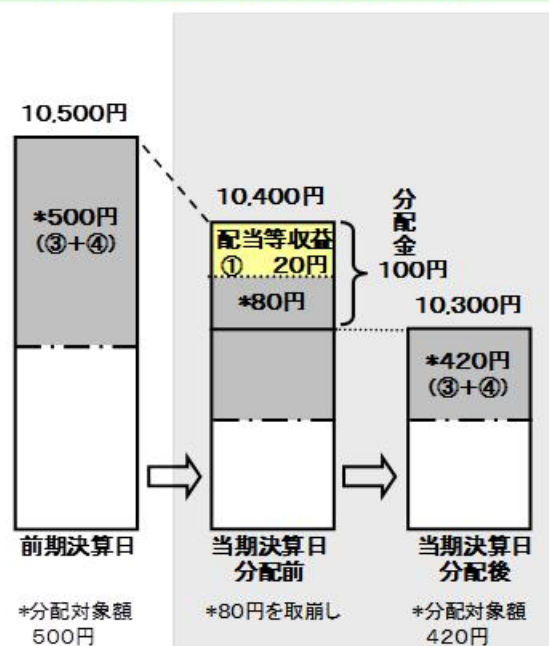 10,500円
*500円
(③+④)
前期決算日
*分配対象額
500円
10,400円
配当等収益
① 20円
*80円
分配金
100円
当期決算日
分配前
*80円を取崩し
10,300円
*420円
(③+④)
当期決算日
分配後
*分配対象額
420円